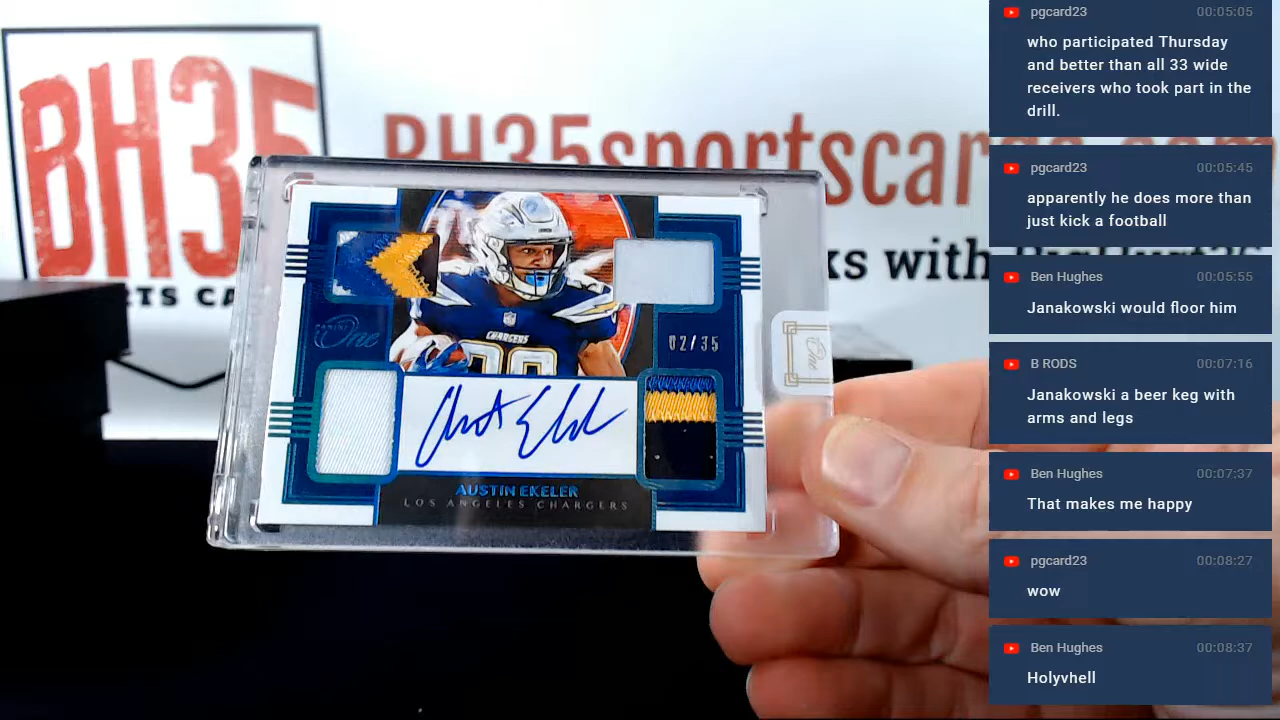 BH35
RTS CA
BH35sportscards.com
ks with
PANINI One
CHARGERS
02/35
One
AUSTIN EKELER
LOS ANGELES CHARGERS
pgcard23 00:05:05
who participated Thursday
and better than all 33 wide
receivers who took part in the
drill.
pgcard23 00:05:45
apparently he does more than
just kick a football
Ben Hughes 00:05:55
Janakowski would floor him
B RODS 00:07:16
Janakowski a beer keg with
arms and legs
Ben Hughes 00:07:37
That makes me happy
pgcard23 00:08:27
wow
Ben Hughes 00:08:37
Holyvhell